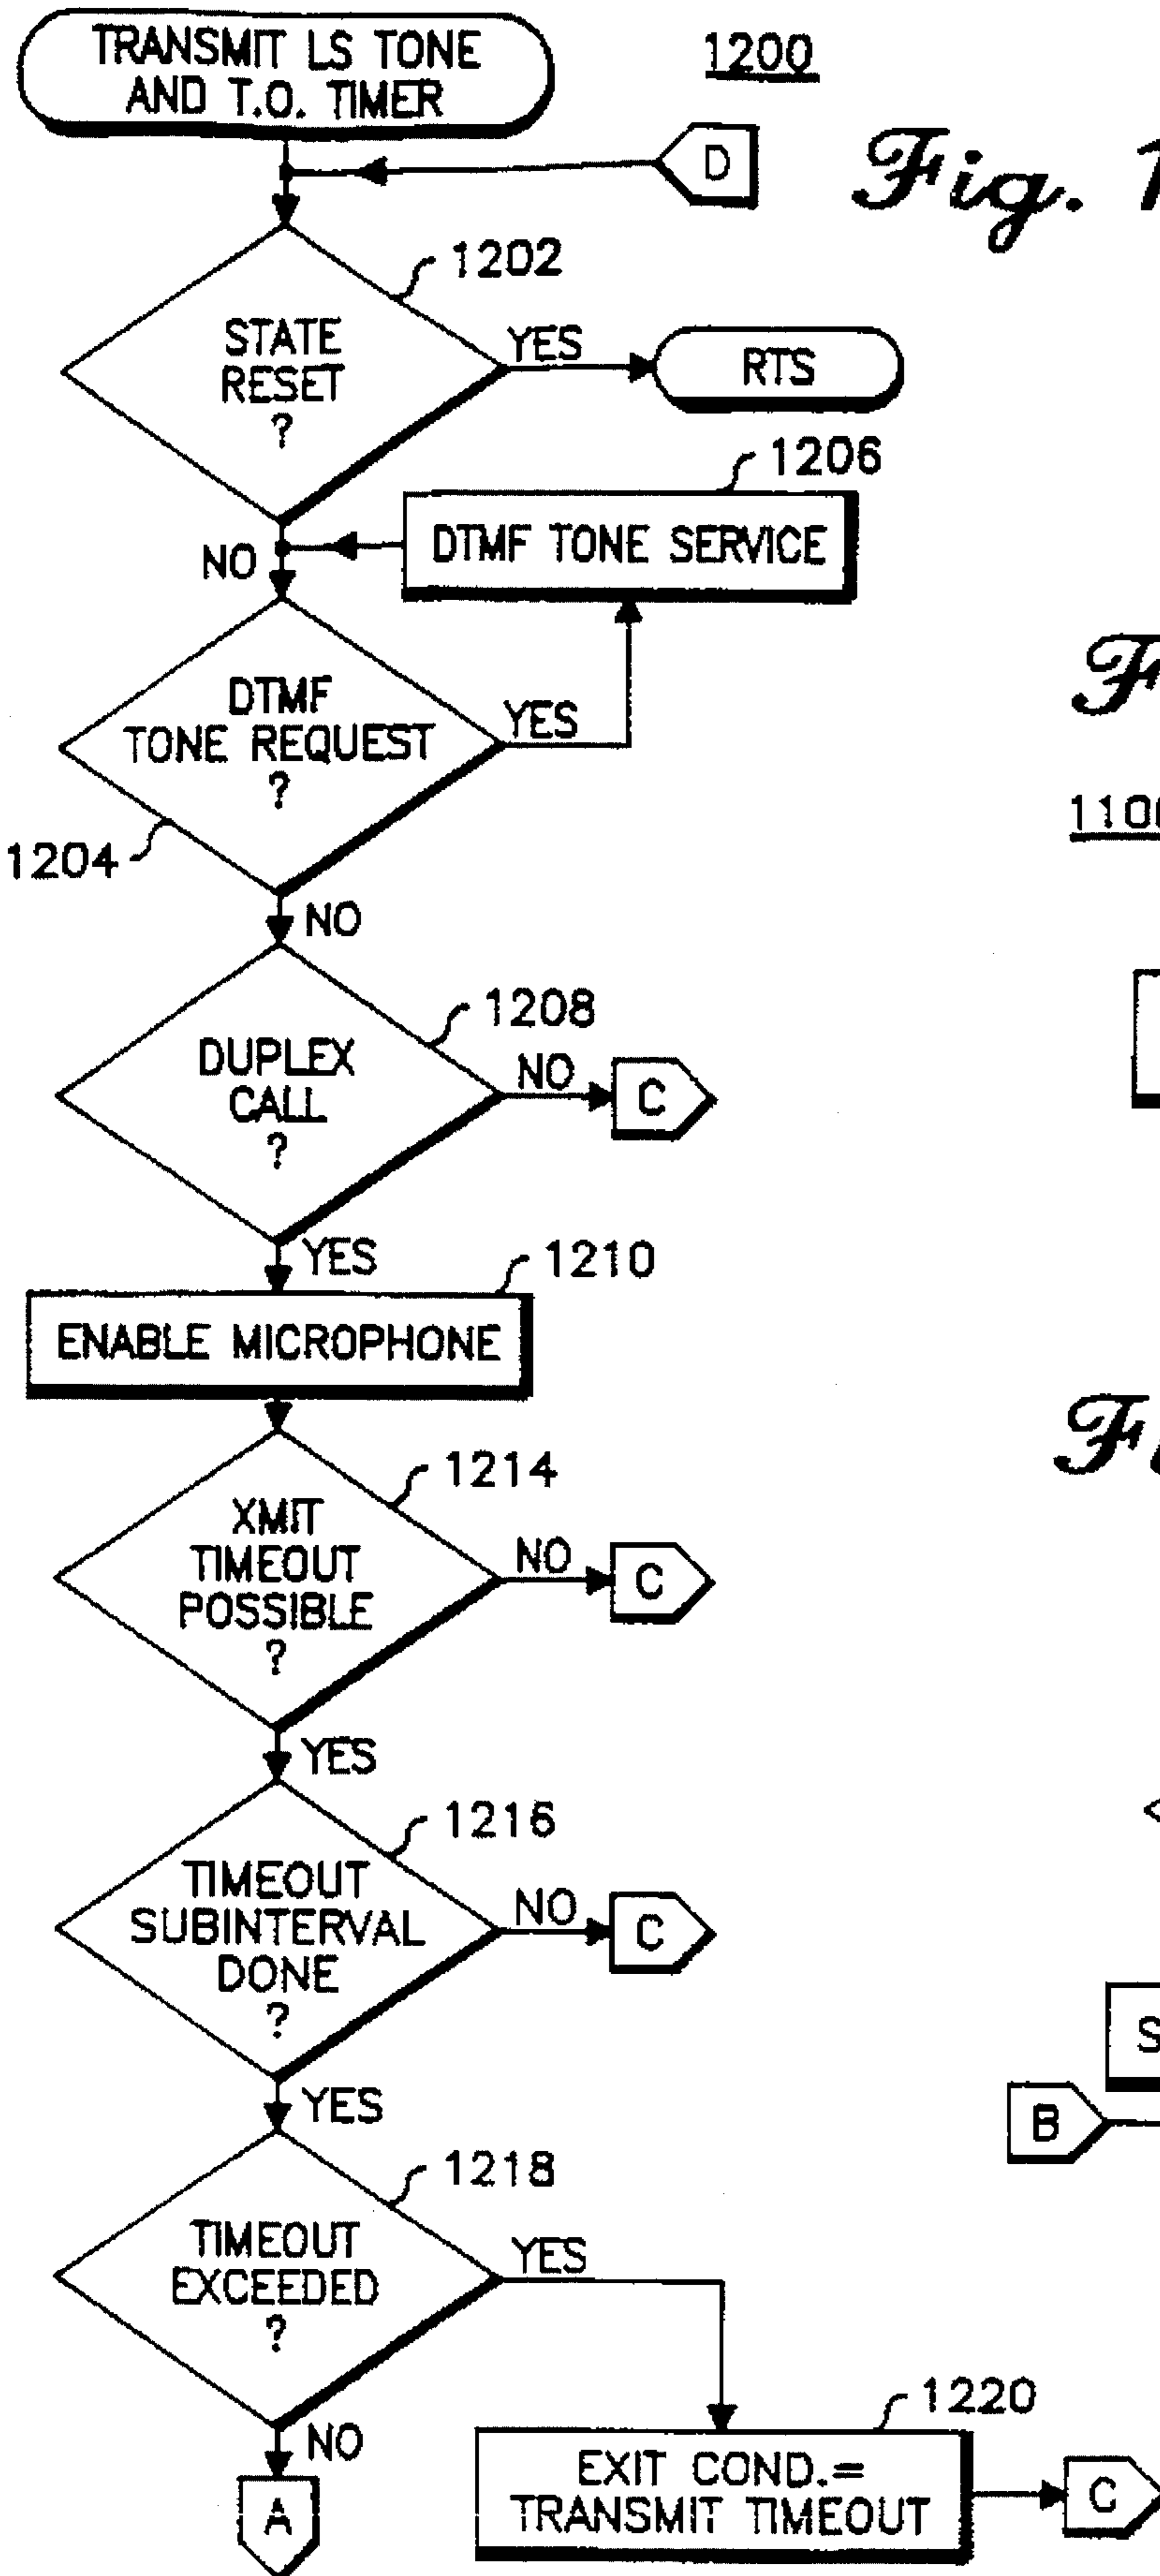 TRANSMIT LS TONE
AND T.O. TIMER
1200
D
Fig. 1
1202
STATE
RESET
?
YES
RTS
1206
DTMF TONE SERVICE
NO
DTMF
TONE REQUEST
?
YES
1204
NO
1208
DUPLEX
CALL
?
NO
C
YES
1210
ENABLE MICROPHONE
1214
XMIT
TIMEOUT
POSSIBLE
?
NO
C
YES
1216
TIMEOUT
SUBINTERVAL
DONE
?
NO
C
YES
1218
TIMEOUT
EXCEEDED
?
YES
NO
A
1220
EXIT COND.=
TRANSMIT TIMEOUT
C
F
110
F
S
B